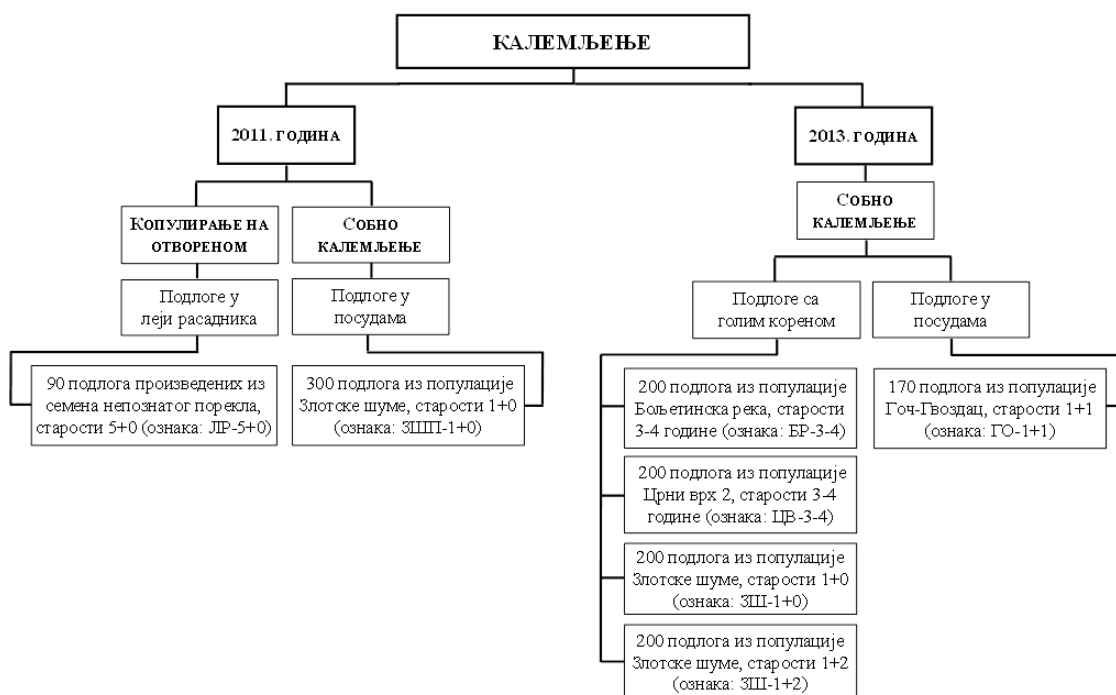 КАЛЕМЉЕЊЕ
2011. ГОДИНА
КОПУЛИРАЊЕ НА
ОТВОРЕНОМ
Подлоге у
леји расадника
90 подлога произведених из
семена непознатог порекла,
старости 5+0 (ознака: ЛР-5+0)
СОБНО
КАЛЕМЉЕЊЕ
Подлоге у
посудама
300 подлога из популације
Злотске шуме, старости 1+0
(ознака: ЗШП-1+0)
2013. ГОДИНА
СОБНО
КАЛЕМЉЕЊЕ
Подлоге са
голим кореном
200 подлога из популације
Бољетинска река, старости
3-4 године (ознака: БР-3-4)
200 подлога из популације
Црни врх 2, старости 3-4
године (ознака: ЦВ-3-4)
200 подлога из популације
Злотске шуме, старости 1+0
(ознака: ЗШ-1+0)
200 подлога из популације
Злотске шуме, старости 1+2
(ознака: ЗШ-1+2)
Подлоге у
посудама
170 подлога из популације
Гоч-Гвоздац, старости 1+1
(ознака: ГО-1+1)